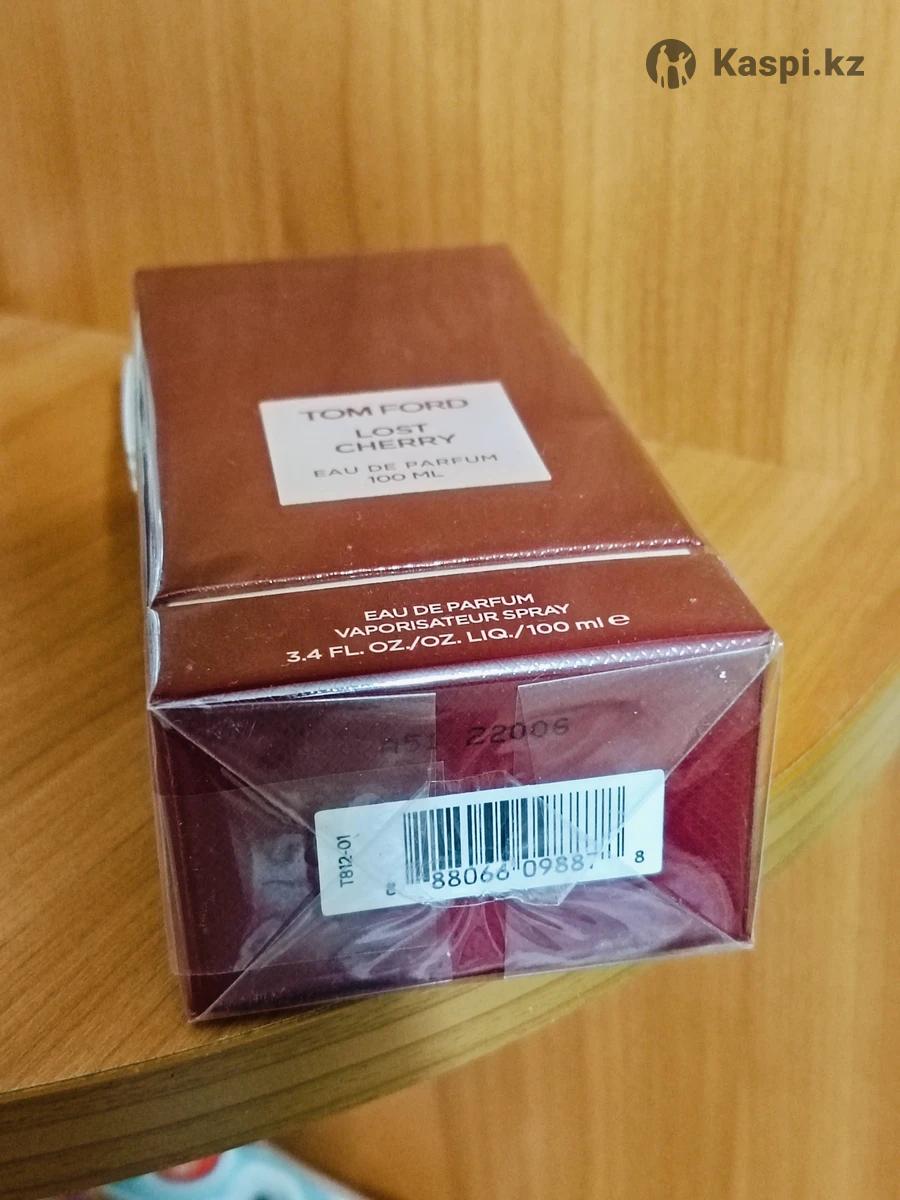 Kaspi.kz
TOM FORD
LOST
CHERRY
EAU DE PARFUM
100 ML
EAU DE PARFUM
VAPORISATEUR SPRAY
3.4 FL. OZ./OZ. LIQ./100 ml e
A51 22006
T812-01
88066 09887 8